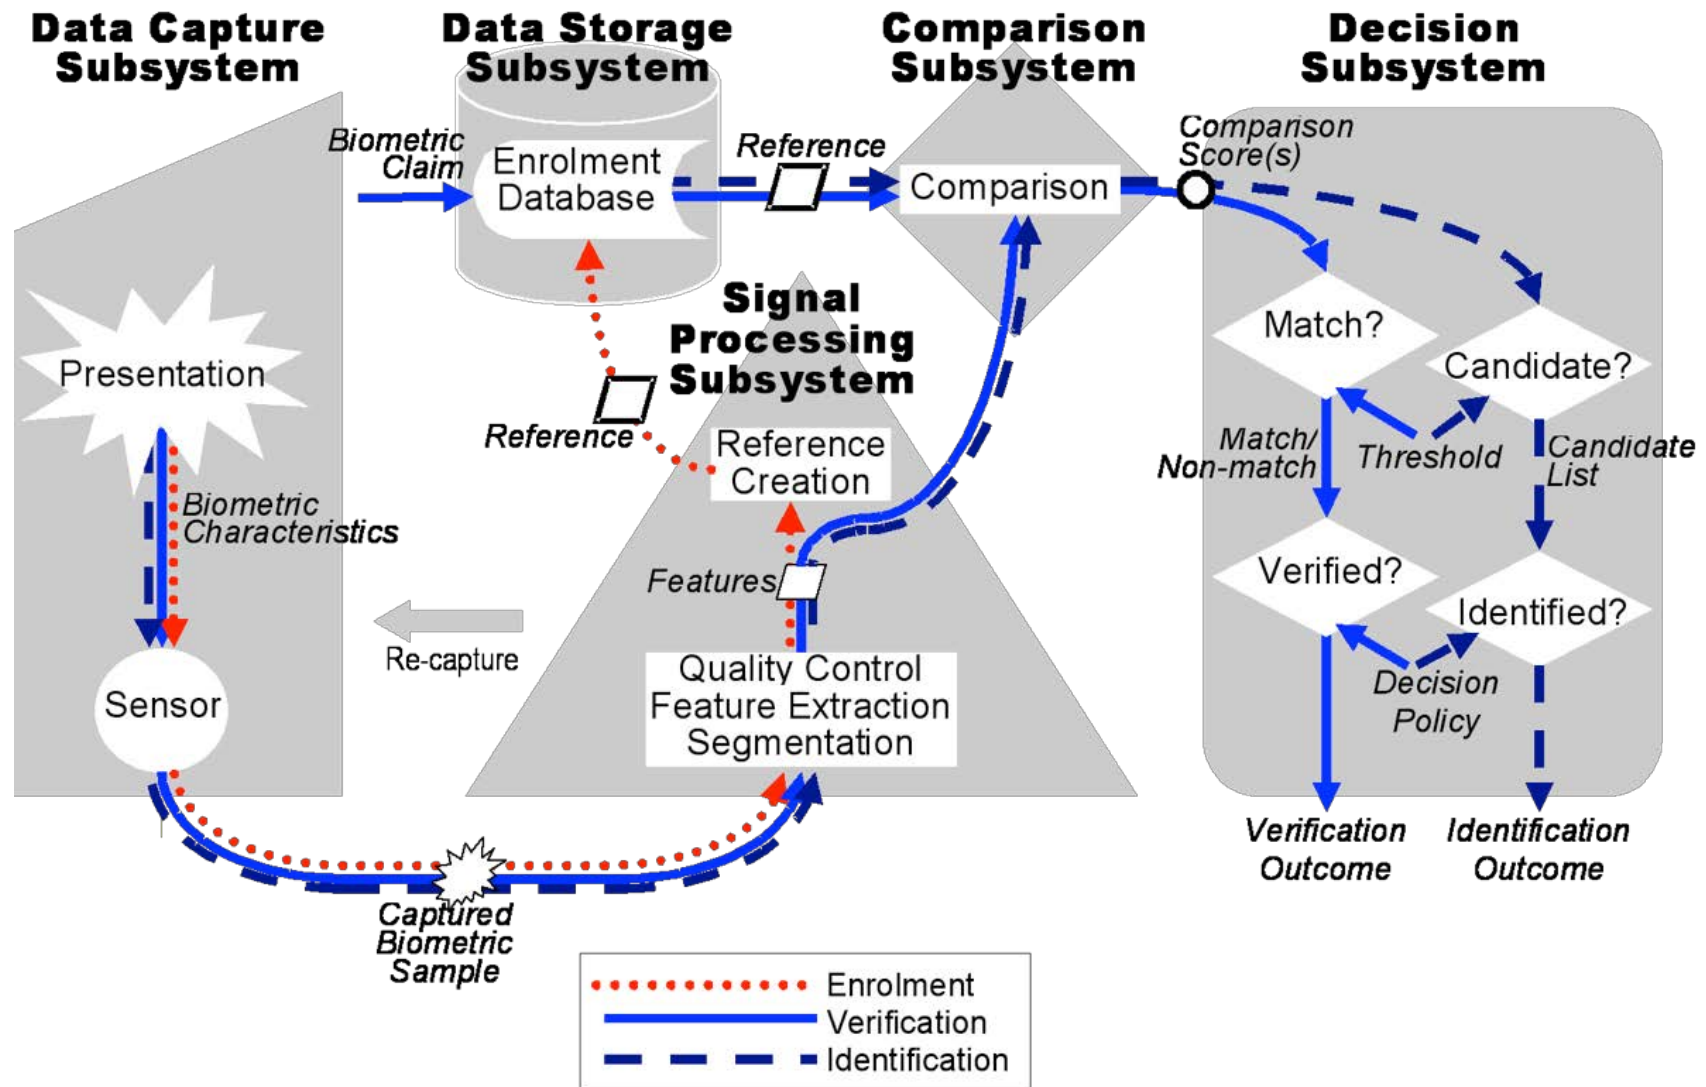 Data Capture
Subsystem
Data Storage
Subsystem
Comparison
Subsystem
Decision
Subsystem
Biometric
Claim
Enrolment
Database
Reference
Comparison
Comparison
Score(s)
Signal
Processing
Subsystem
Presentation
Match?
Candidate?
Reference
Reference
Creation
Match/
Non-match
Threshold
Candidate
List
Biometric
Characteristics
Features
Verified?
Identified?
Re-capture
Sensor
Quality Control
Feature Extraction
Segmentation
Decision
Policy
Verification
Outcome
Identification
Outcome
Captured
Biometric
Sample
Enrolment
Verification
Identification